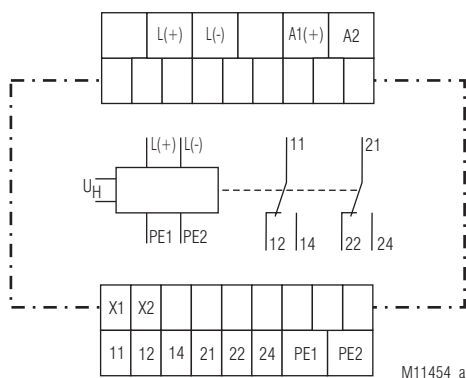 L(+) L(-) A1(+) A2
11 21
L(+) L(-)
UH
PE1 PE2
12 14 22 24
X1 X2
11 12 14 21 22 24 PE1 PE2
M11454_a